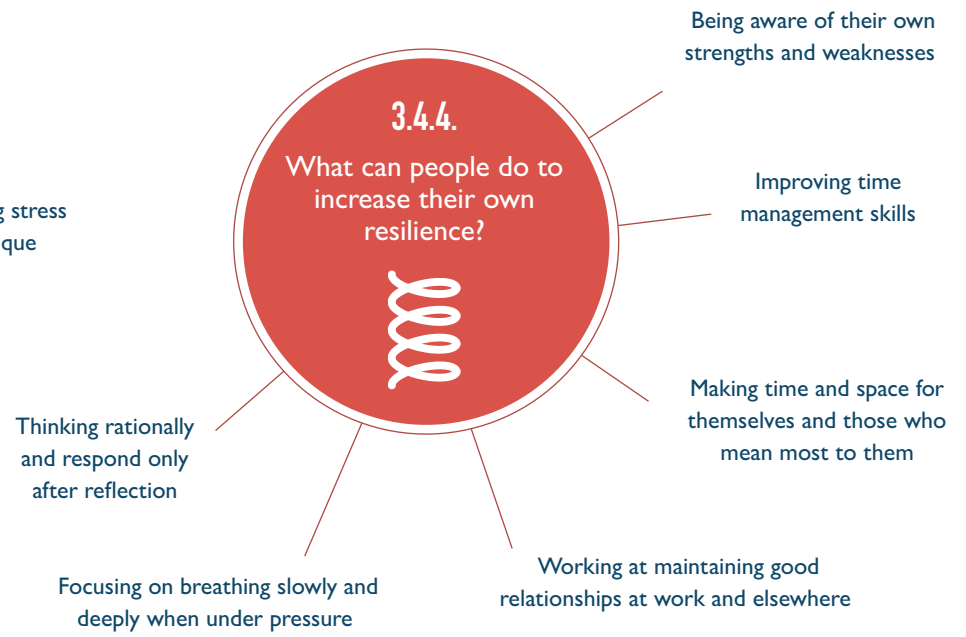 3.4.4.
What can people do to
increase their own
resilience?
Being aware of their own
strengths and weaknesses
Improving time
management skills
Making time and space for
themselves and those who
mean most to them
Working at maintaining good
relationships at work and elsewhere
Focusing on breathing slowly and
deeply when under pressure
Thinking rationally
and respond only
after reflection
stress